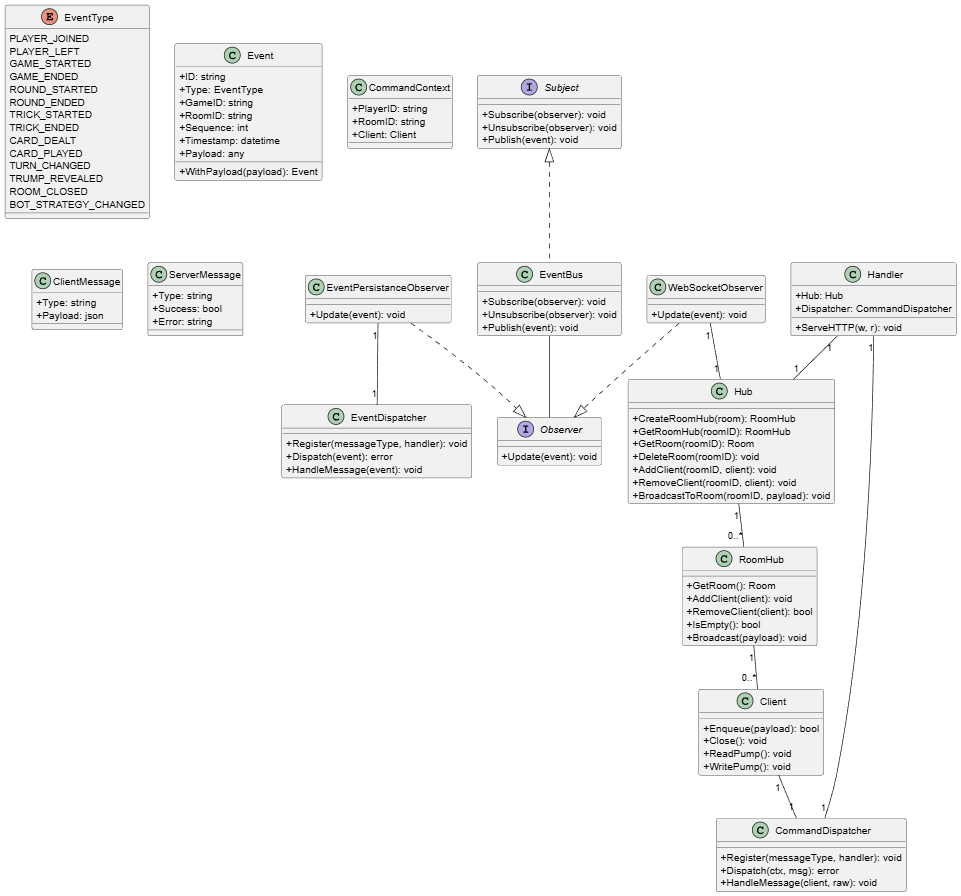 E EventType
PLAYER_JOINED
PLAYER_LEFT
GAME_STARTED
GAME_ENDED
ROUND_STARTED
ROUND_ENDED
TRICK_STARTED
TRICK_ENDED
CARD_DEALT
CARD_PLAYED
TURN_CHANGED
TRUMP_REVEALED
ROOM_CLOSED
BOT_STRATEGY_CHANGED
C Event
+ID: string
+Type: EventType
+GameID: string
+RoomID: string
+Sequence: int
+Timestamp: datetime
+Payload: any
+WithPayload(payload): Event
C CommandContext
+PlayerID: string
+RoomID: string
+Client: Client
I Subject
+Subscribe(observer): void
+Unsubscribe(observer): void
+Publish(event): void
C ClientMessage
+Type: string
+Payload: json
C ServerMessage
+Type: string
+Success: bool
+Error: string
C EventPersistanceObserver
+Update(event): void
C EventBus
+Subscribe(observer): void
+Unsubscribe(observer): void
+Publish(event): void
C WebSocketObserver
+Update(event): void
C Handler
+Hub: Hub
+Dispatcher: CommandDispatcher
+ServeHTTP(w, r): void
1
1
1
1
1
1
1
C EventDispatcher
+Register(messageType, handler): void
+Dispatch(event): error
+HandleMessage(event): void
I Observer
+Update(event): void
C Hub
+CreateRoomHub(room): RoomHub
+GetRoomHub(roomID): RoomHub
+GetRoom(roomID): Room
+DeleteRoom(roomID): void
+AddClient(roomID, client): void
+RemoveClient(roomID, client): void
+BroadcastToRoom(roomID, payload): void
1
0..*
C RoomHub
+GetRoom(): Room
+AddClient(client): void
+RemoveClient(client): bool
+IsEmpty(): bool
+Broadcast(payload): void
1
0..*
C Client
+Enqueue(payload): bool
+Close(): void
+ReadPump(): void
+WritePump(): void
1
1
1
C CommandDispatcher
+Register(messageType, handler): void
+Dispatch(ctx, msg): error
+HandleMessage(client, raw): void